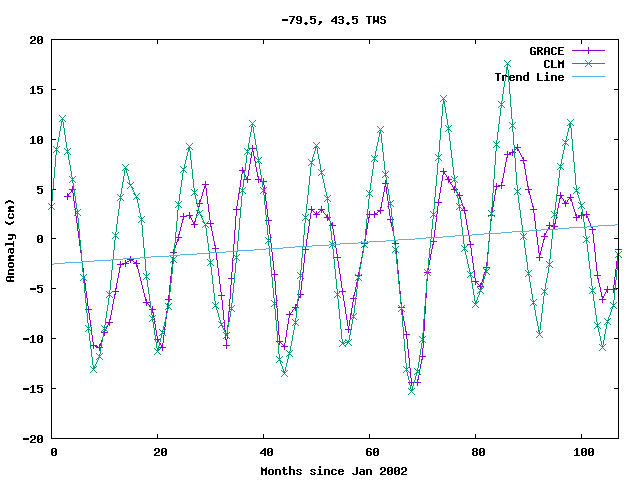 -79.5, 43.5 TWS
20
15
10
5
0
-5
-10
-15
-20
Anomaly (cm)
GRACE
CLM
Trend Line
0 20 40 60 80 100
Months since Jan 2002